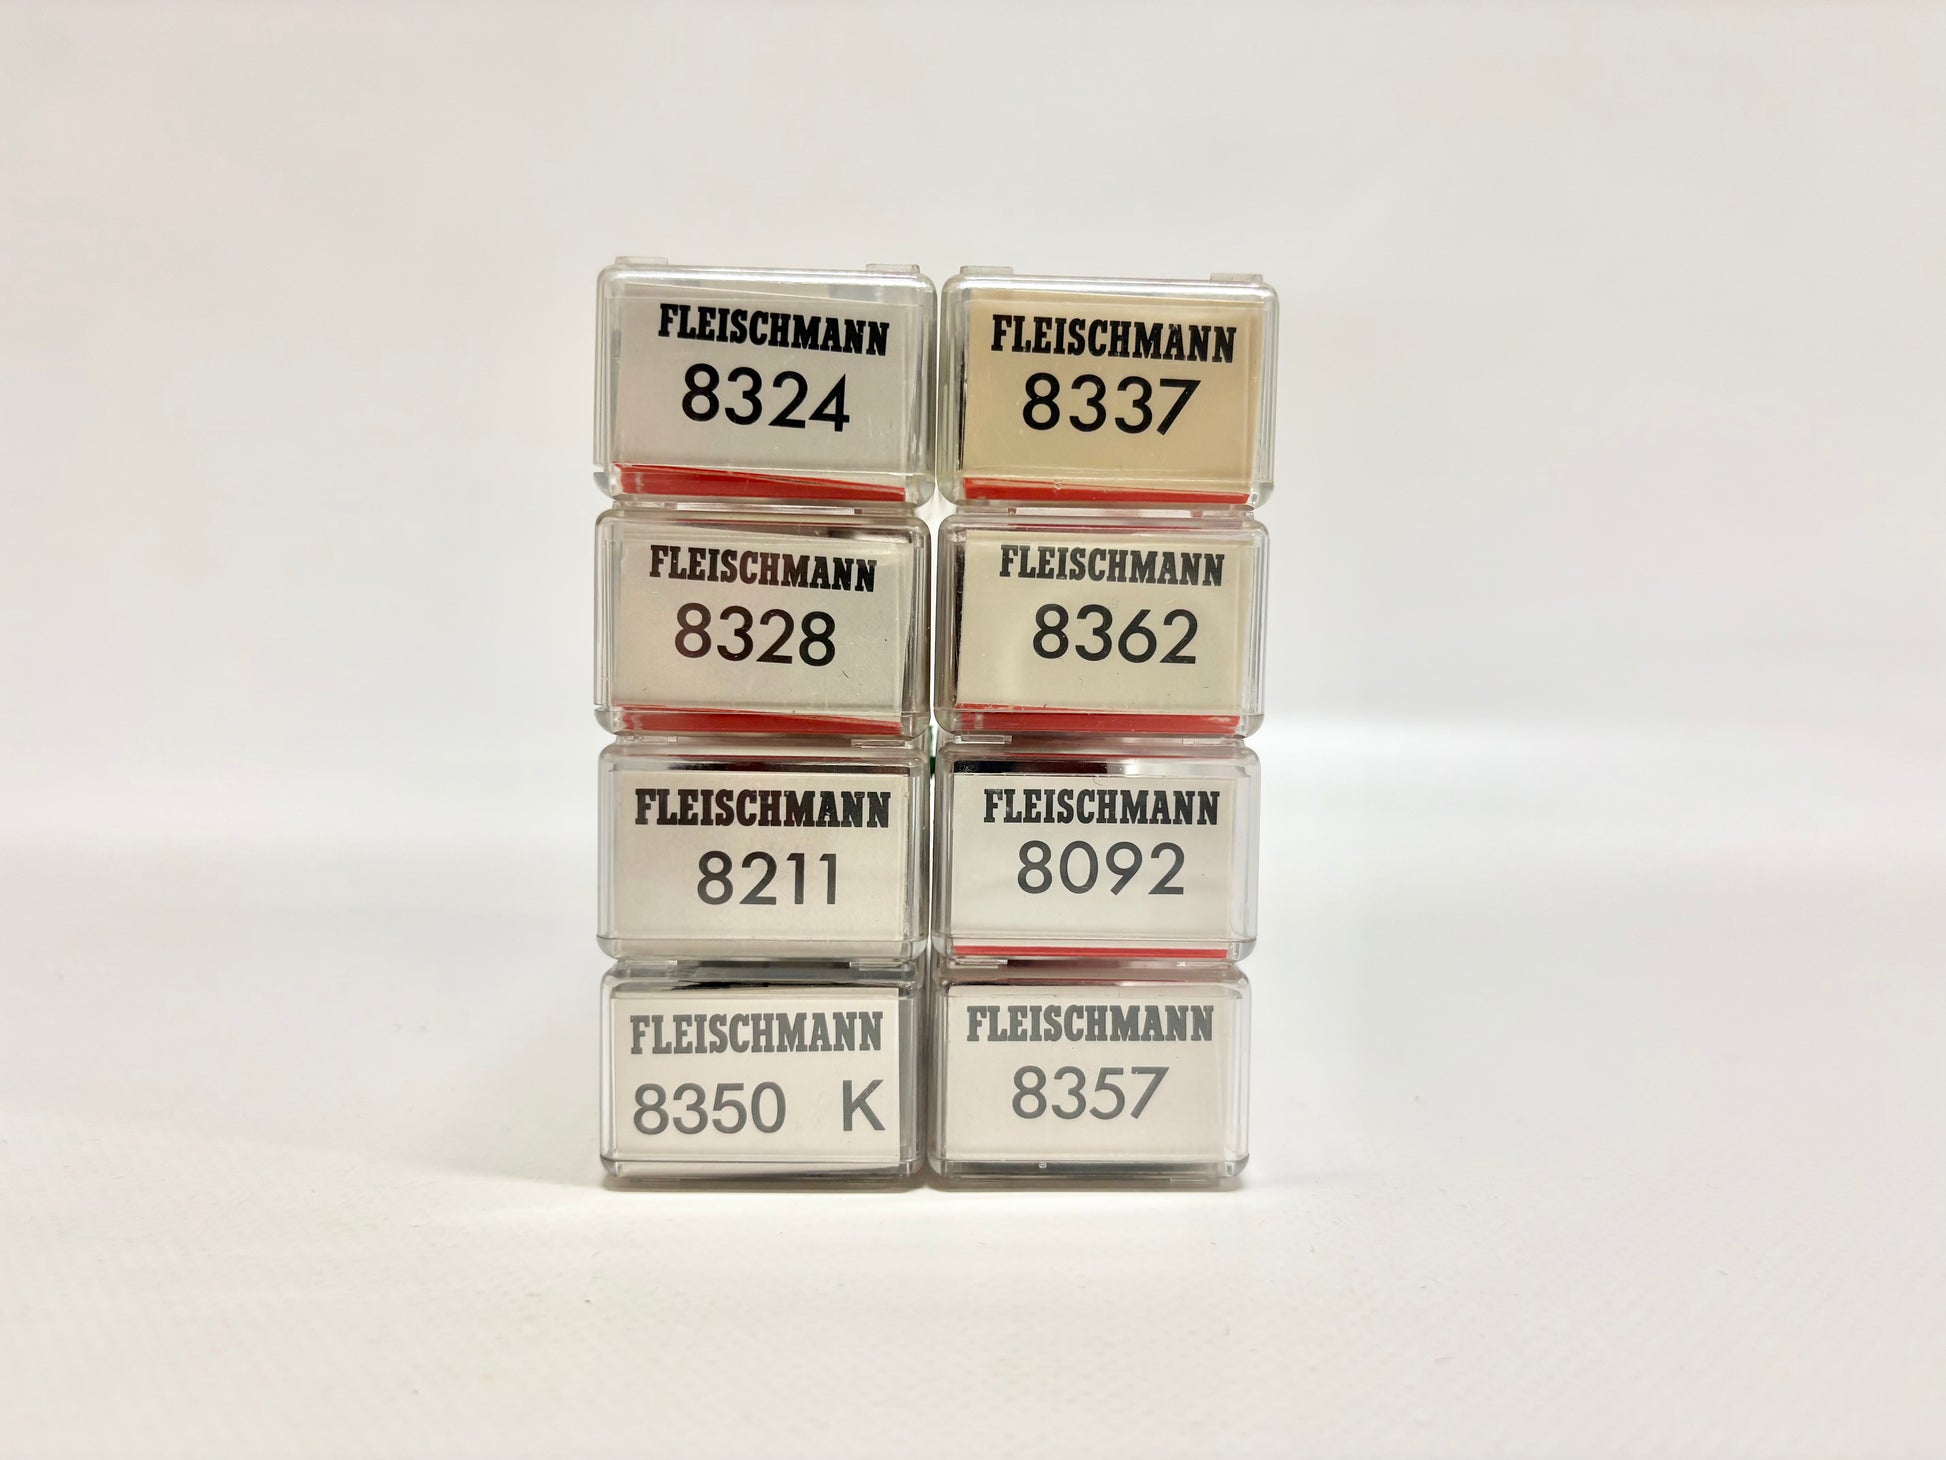 FLEISCHMANN
8324
FLEISCHMANN
8337
FLEISCHMANN
8328
FLEISCHMANN
8362
FLEISCHMANN
8211
FLEISCHMANN
8092
FLEISCHMANN
8350 K
FLEISCHMANN
8357